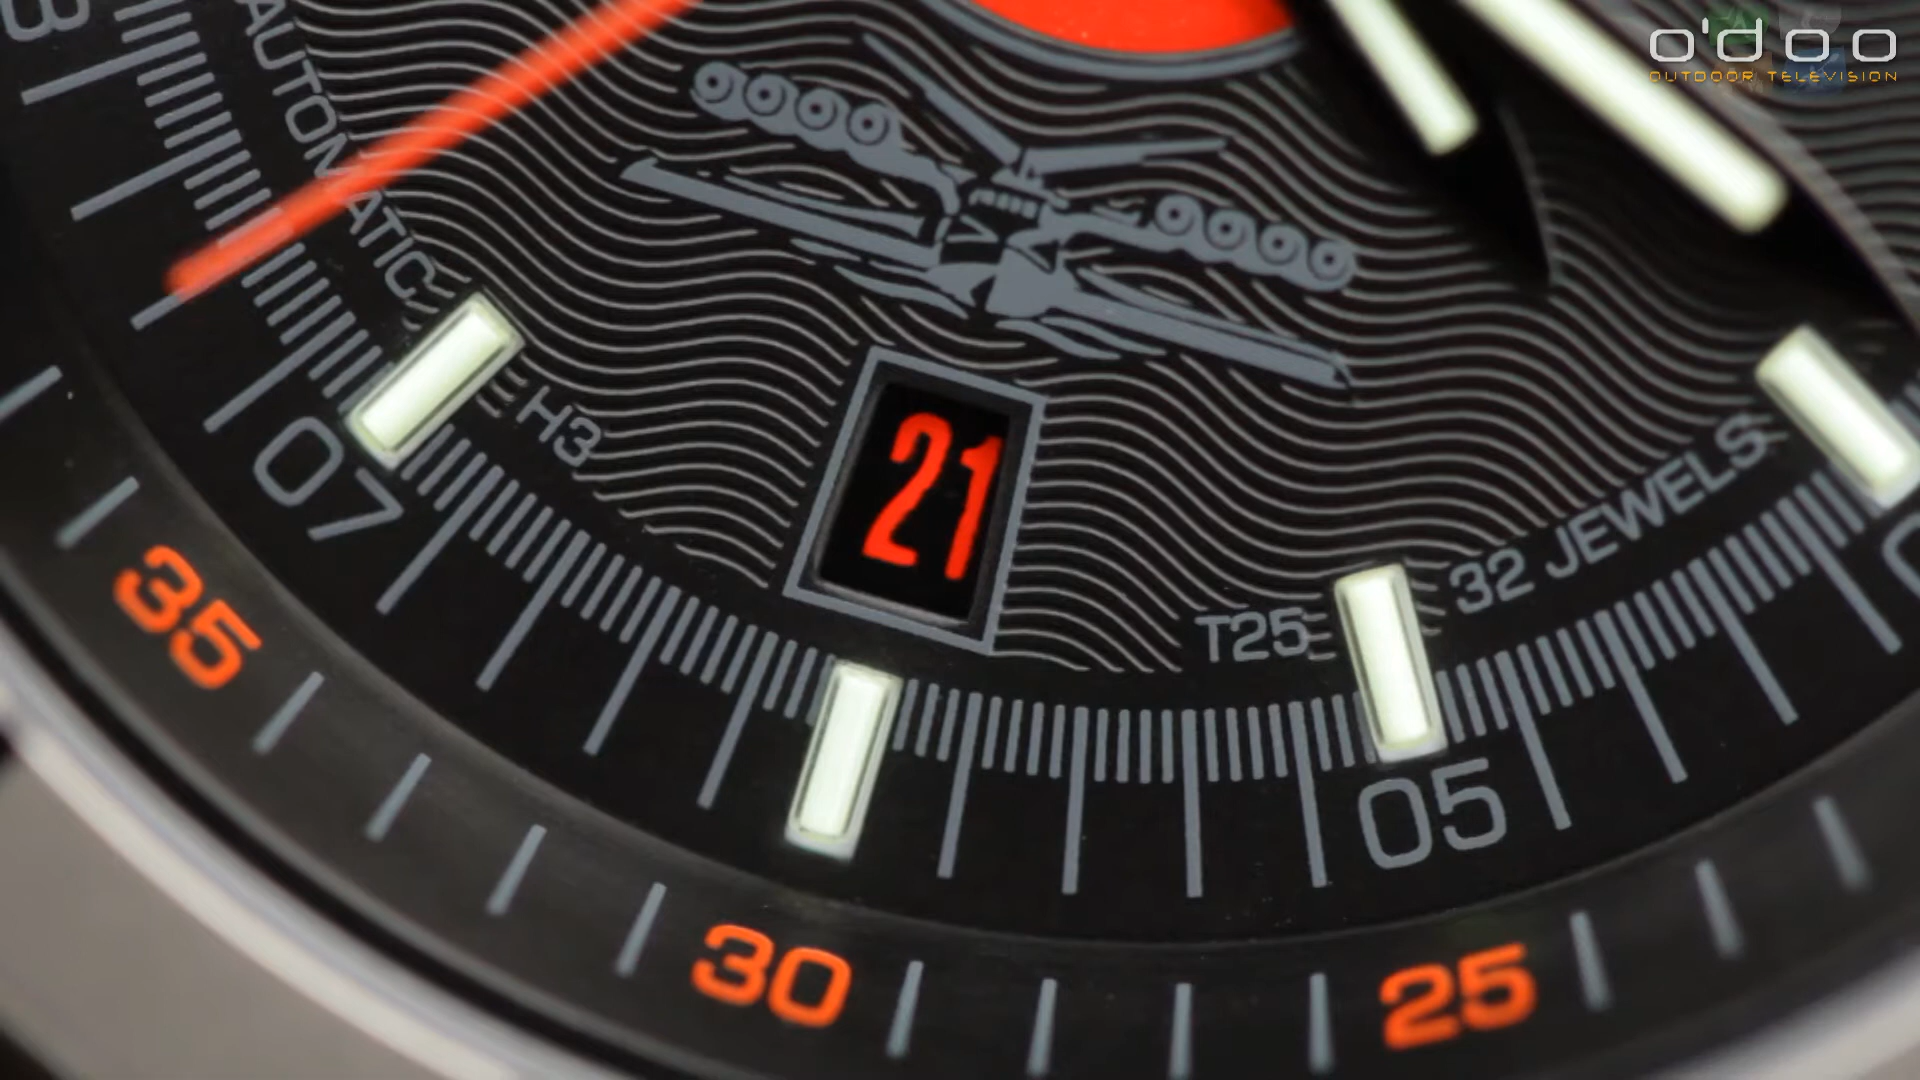 o'doo
OUTDOOR TELEVISION
AUTOMATIC
H3
21
T25
32 JEWELS
07
05
35
30
25